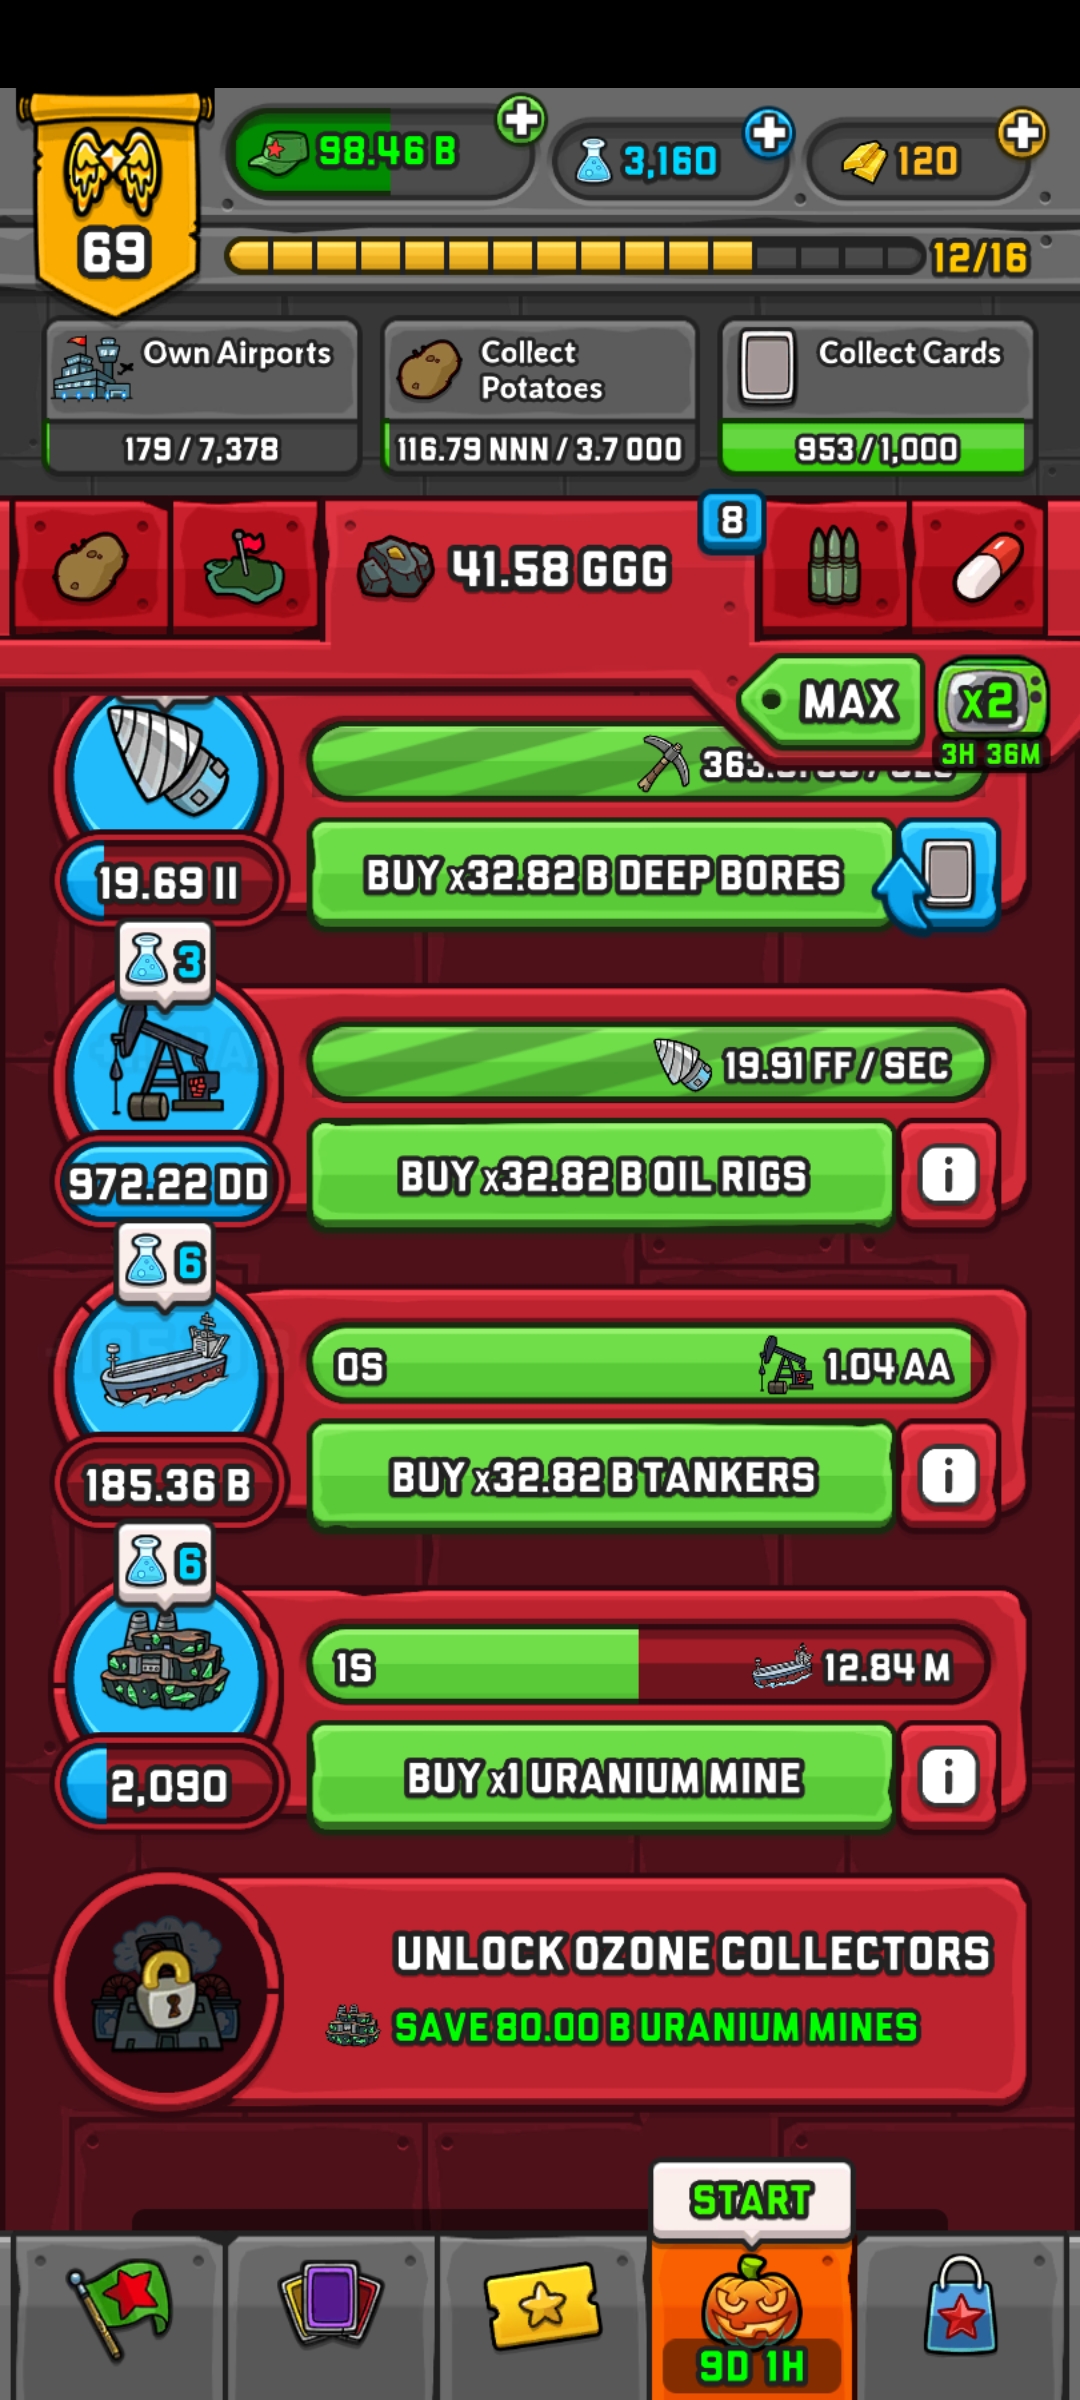 98.46 B
3,160
120
69
12/16
Own Airports
179 / 7,378
Collect
Potatoes
116.79 NNN / 3.7 OOO
Collect Cards
953 / 1,000
41.58 GGG
8
MAX
x2
3H 36M
BUY x32.82 B DEEP BORES
19.69 II
3
19.91 FF / SEC
BUY x32.82 B OIL RIGS
972.22 DD
6
0S
1.04 AA
BUY x32.82 B TANKERS
185.36 B
6
1S
12.84 M
BUY x1 URANIUM MINE
2,090
UNLOCK OZONE COLLECTORS
SAVE 80.00 B URANIUM MINES
START
9D 1H